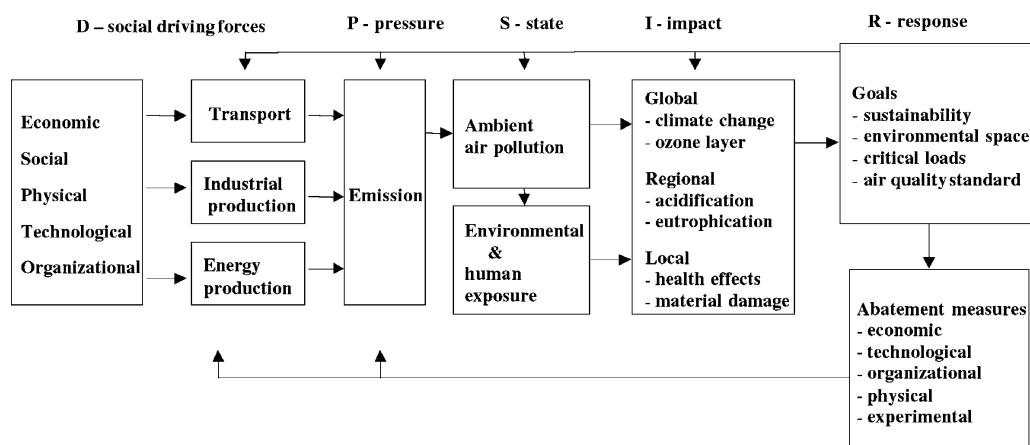 D – social driving forces
P - pressure
S - state
I - impact
R - response
Economic
Social
Physical
Technological
Organizational
Transport
Industrial
production
Energy
production
Emission
Ambient
air pollution
Environmental
&
human
exposure
Global
- climate change
- ozone layer
Regional
- acidification
- eutrophication
Local
- health effects
- material damage
Goals
- sustainability
- environmental space
- critical loads
- air quality standard
Abatement measures
- economic
- technological
- organizational
- physical
- experimental